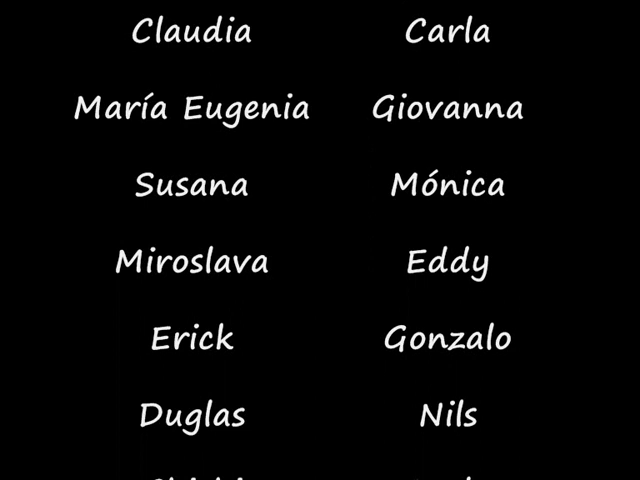 Claudia Carla
María Eugenia Giovanna
Susana Mónica
Miroslava Eddy
Erick Gonzalo
Duglas Nils